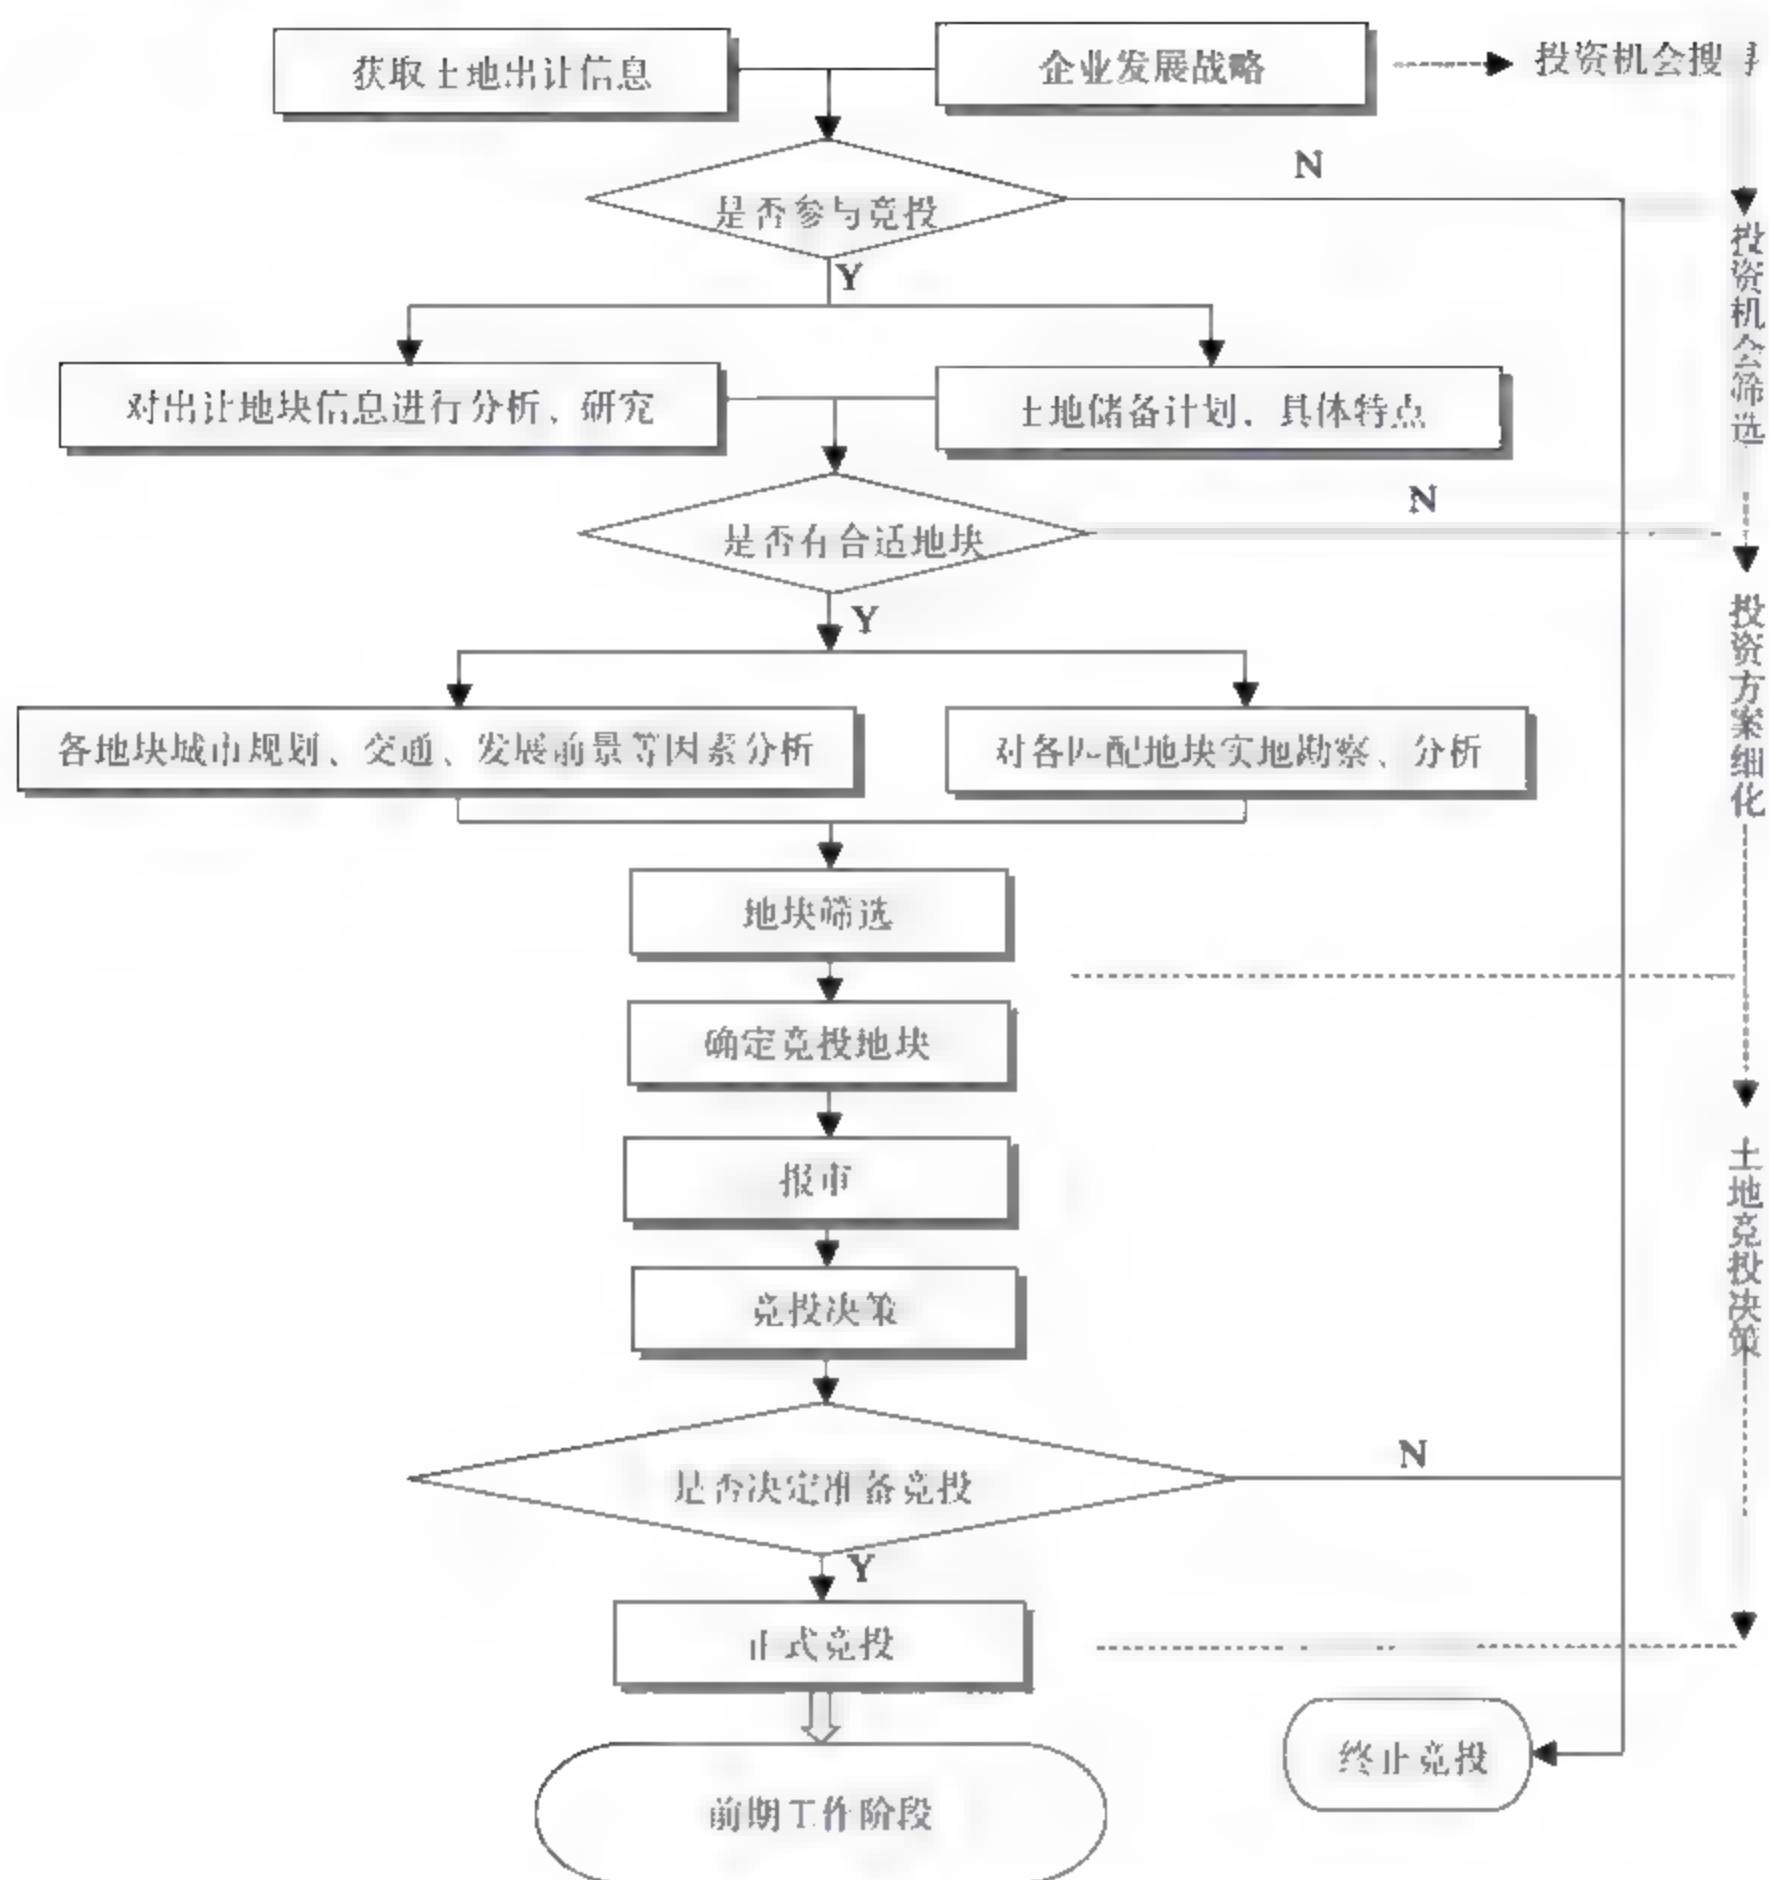 获取土地出让信息
企业发展战略
投资机会搜寻
是否参与竞投
N
Y
投资机会筛选
对出让地块信息进行分析、研究
土地储备计划、具体特点
是否有合适地块
N
Y
投资方案细化
各地块城市规划、交通、发展前景等因素分析
对各匹配地块实地勘察、分析
地块筛选
确定竞投地块
报审
土地竞投决策
竞投决策
是否决定准备竞投
N
Y
正式竞投
终止竞投
前期工作阶段